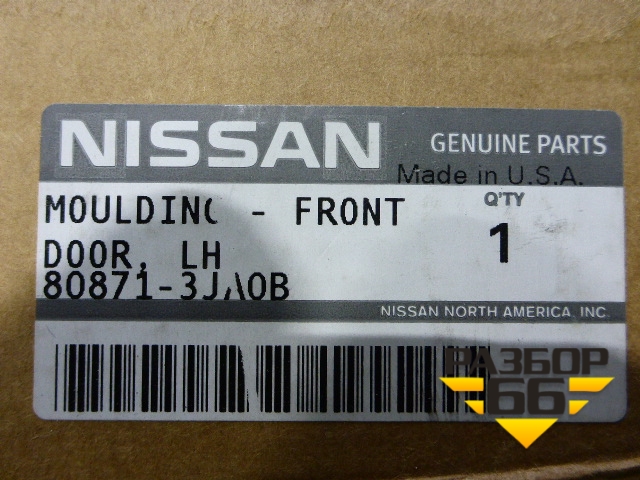 NISSAN
GENUINE PARTS
Made in U.S.A.
MOULDING - FRONT
Q'TY
DOOR, LH
1
80871-3JA0B
NISSAN NORTH AMERICA, INC.
РАЗБОР
66